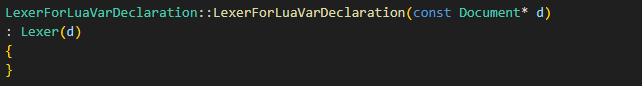 LexerForLuaVarDeclaration::LexerForLuaVarDeclaration(const Document* d)
: Lexer(d)
{
}